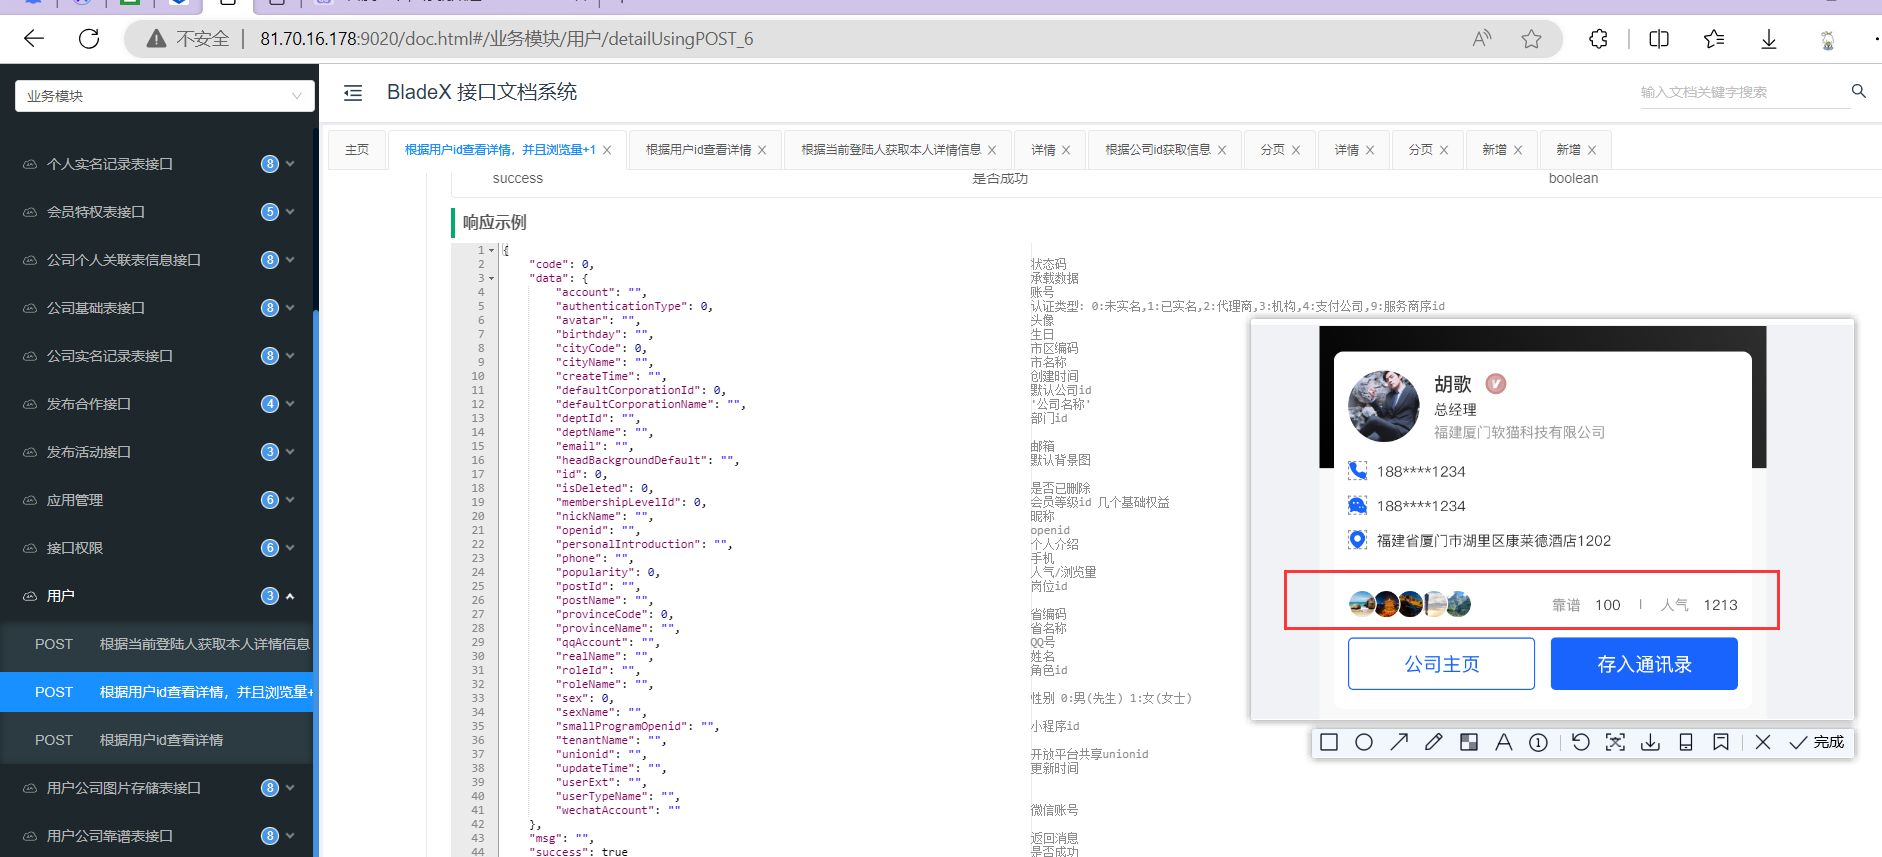 不安全 81.70.16.178:9020/doc.html#/业务模块/用户/detailUsingPOST_6
业务模块
BladeX 接口文档系统
输入文档关键字搜索
主页 根据用户id查看详情，并且浏览量+1 根据用户id查看详情 根据当前登陆人获取本人详情信息 详情 根据公司id获取信息 分页 详情 分页 新增 新增
个人实名记录表接口 8
会员特权表接口 5
公司个人关联表信息接口 8
公司基础表接口 8
公司实名记录表接口 8
发布合作接口 4
发布活动接口 3
应用管理 6
接口权限 6
用户 3
POST 根据当前登陆人获取本人详情信息
POST 根据用户id查看详情，并且浏览量+
POST 根据用户id查看详情
用户公司图片存储表接口 8
用户公司靠谱表接口 8
success 是否成功 boolean
响应示例
1 {
2 "code": 0, 状态码
3 "data": { 承载数据
4 "account": "", 账号
5 "authenticationType": 0, 认证类型: 0:未实名,1:已实名,2:代理商,3:机构,4:支付公司,9:服务商序id
6 "avatar": "", 头像
7 "birthday": "", 生日
8 "cityCode": 0, 市区编码
9 "cityName": "", 市名称
10 "createTime": "", 创建时间
11 "defaultCorporationId": 0, 默认公司id
12 "defaultCorporationName": "", '公司名称'
13 "deptId": "", 部门id
14 "deptName": "",
15 "email": "", 邮箱
16 "headBackgroundDefault": "", 默认背景图
17 "id": 0,
18 "isDeleted": 0, 是否已删除
19 "membershipLevelId": 0, 会员等级id 几个基础权益
20 "nickName": "", 昵称
21 "openid": "", openid
22 "personalIntroduction": "", 个人介绍
23 "phone": "", 手机
24 "popularity": 0, 人气/浏览量
25 "postId": "", 岗位id
26 "postName": "",
27 "provinceCode": 0, 省编码
28 "provinceName": "", 省名称
29 "qqAccount": "", QQ号
30 "realName": "", 姓名
31 "roleId": "", 角色id
32 "roleName": "",
33 "sex": 0, 性别 0:男(先生) 1:女(女士)
34 "sexName": "",
35 "smallProgramOpenid": "", 小程序id
36 "tenantName": "",
37 "unionid": "", 开放平台共享unionid
38 "updateTime": "", 更新时间
39 "userExt": "",
40 "userTypeName": "",
41 "wechatAccount": "" 微信账号
42 },
43 "msg": "", 返回消息
44 "success": true 是否成功
胡歌
总经理
福建厦门软猫科技有限公司
188****1234
188****1234
福建省厦门市湖里区康莱德酒店1202
靠谱 100 | 人气 1213
公司主页 存入通讯录
完成